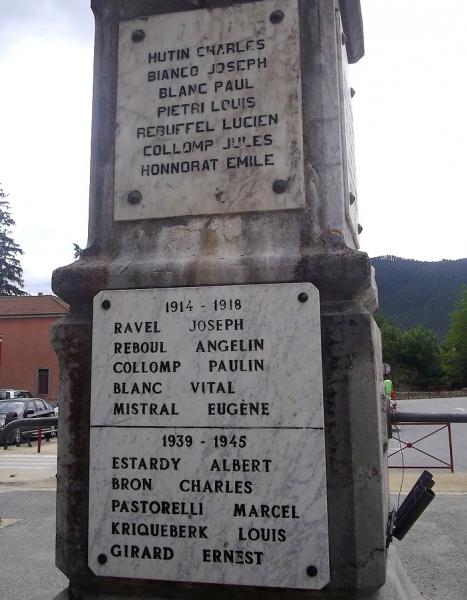 HUTIN CHARLES
BIANCO JOSEPH
BLANC PAUL
PIETRI LOUIS
REBUFFEL LUCIEN
COLLOMP JULES
HONNORAT EMILE
1914 - 1918
RAVEL JOSEPH
REBOUL ANGELIN
COLLOMP PAULIN
BLANC VITAL
MISTRAL EUGÈNE
1939 - 1945
ESTARDY ALBERT
BRON CHARLES
PASTORELLI MARCEL
KRIQUEBERK LOUIS
GIRARD ERNEST